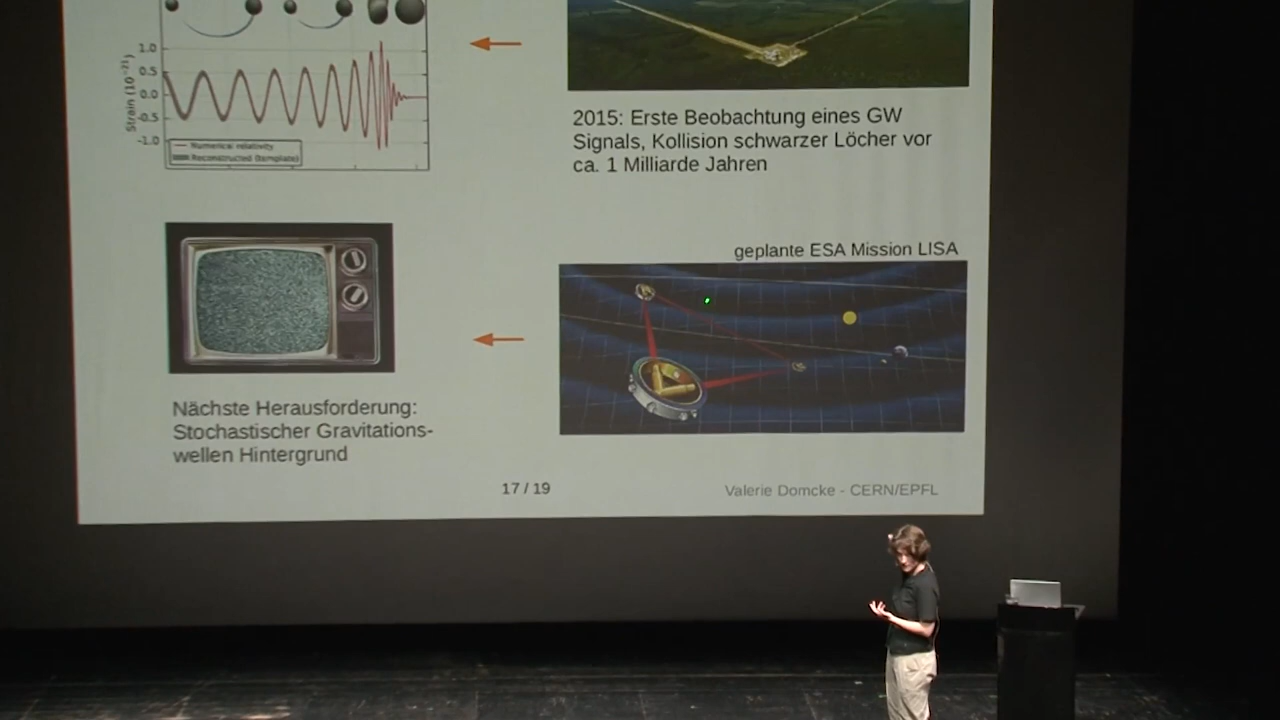 1.0
0.5
0.0
-0.5
-1.0
Strain (10⁻²¹)
Numerical relativity
Reconstructed (template)
2015: Erste Beobachtung eines GW
Signals, Kollision schwarzer Löcher vor
ca. 1 Milliarde Jahren
geplante ESA Mission LISA
Nächste Herausforderung:
Stochastischer Gravitations-
wellen Hintergrund
17 / 19
Valerie Domcke - CERN/EPFL